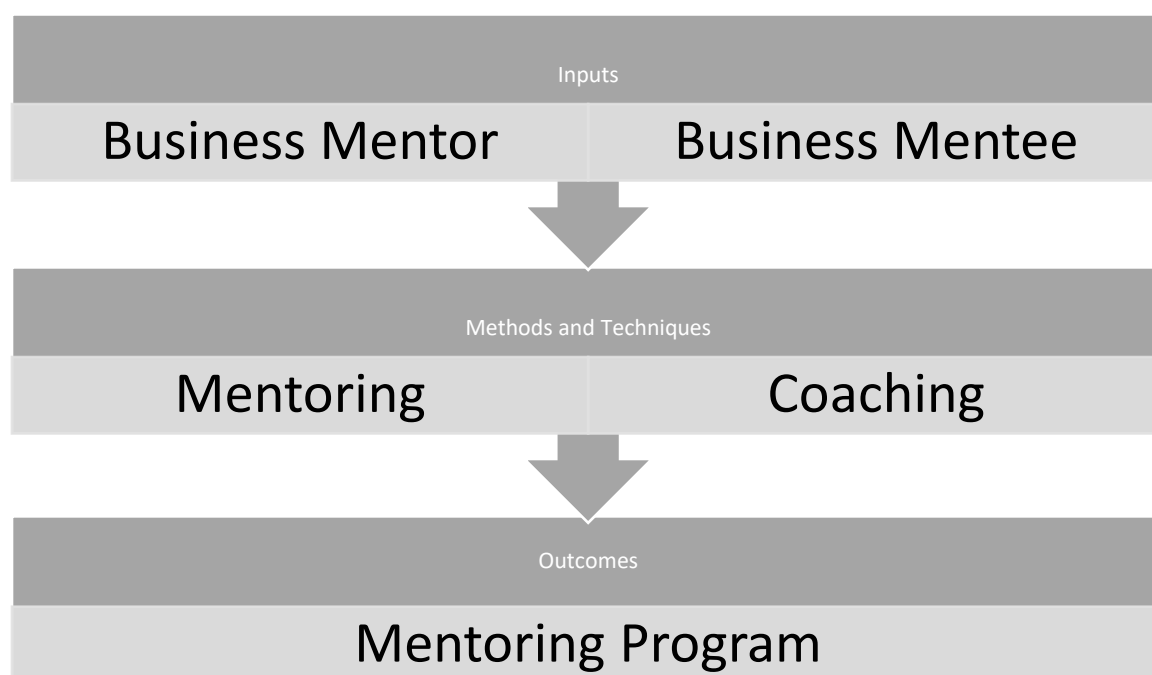 Inputs
Business Mentor Business Mentee
Methods and Techniques
Mentoring Coaching
Outcomes
Mentoring Program